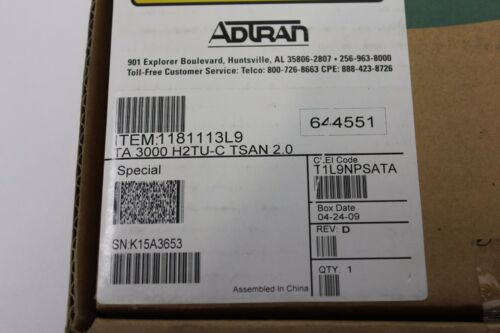 ADTRAN
901 Explorer Boulevard, Huntsville, AL 35806-2807 • 256-963-8000
Toll-Free Customer Service: Telco: 800-726-8663 CPE: 888-423-8726
ITEM:1181113L9
644551
TA 3000 H2TU-C TSAN 2.0
Special
CLEI Code
T1L9NPSATA
Box Date
04-24-09
REV: D
SN:K15A3653
QTY. 1
Assembled In China